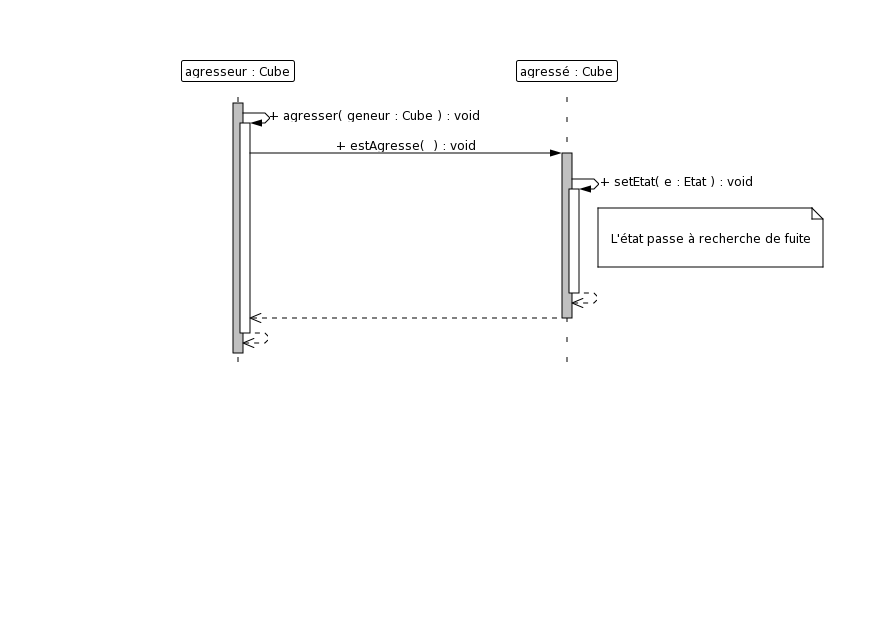 agresseur : Cube
agressé : Cube
+ agresser( geneur : Cube ) : void
+ estAgresse(  ) : void
+ setEtat( e : Etat ) : void
L'état passe à recherche de fuite